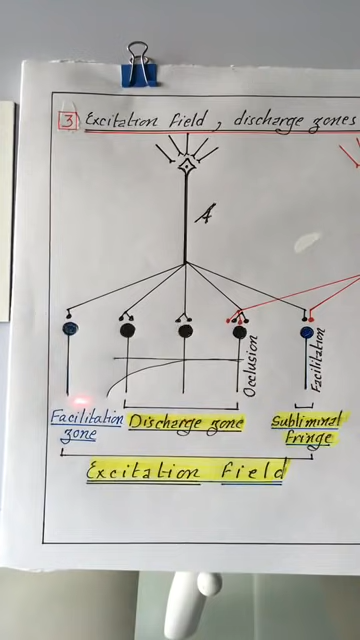 3 Excitation field, discharge zones
A
Occlusion
Facilitation
Facilitation Discharge zone Subliminal
zone fringe
Excitation field